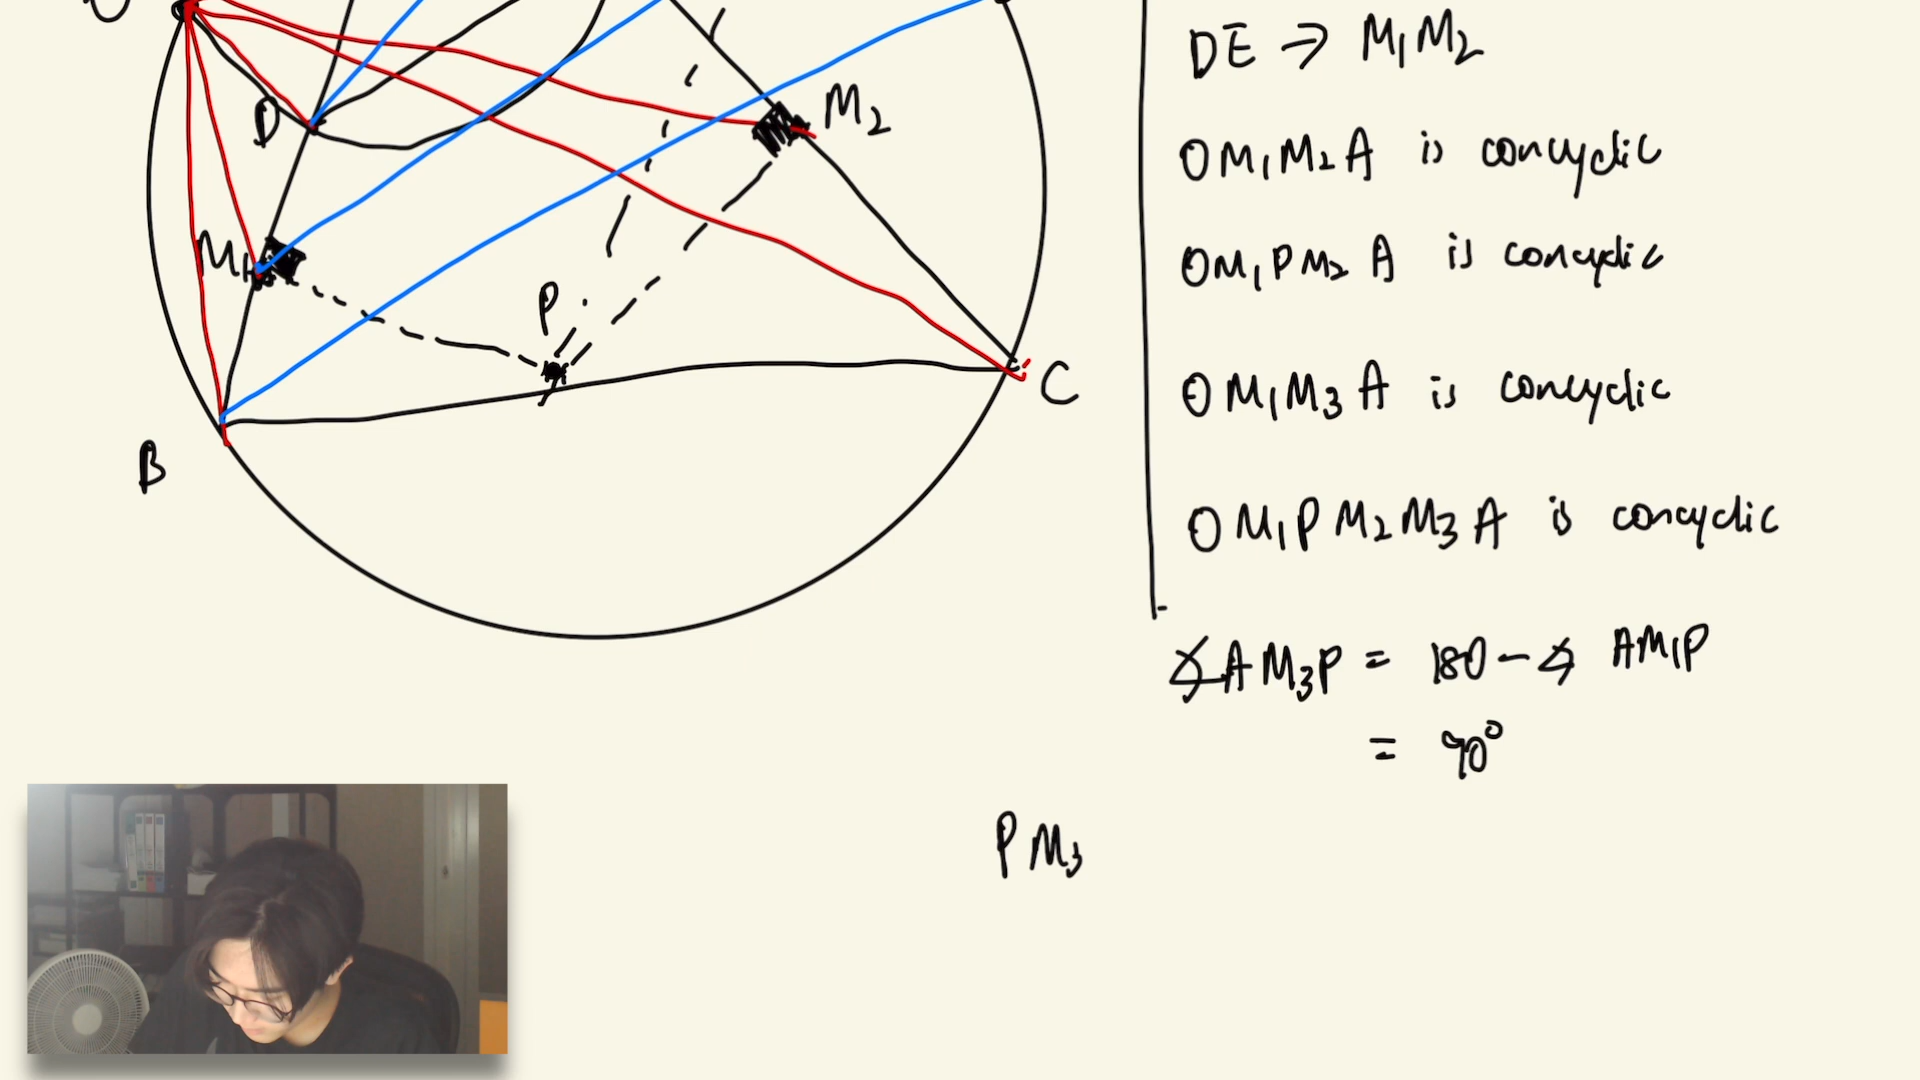 O
D
M₂
M₁
P
C
B
DE → M₁M₂
OM₁M₂A is concyclic
OM₁PM₂A is concyclic
OM₁M₃A is concyclic
OM₁PM₂M₃A is concyclic
∡AM₃P = 180 - ∡AM₁P
= 90°
PM₃